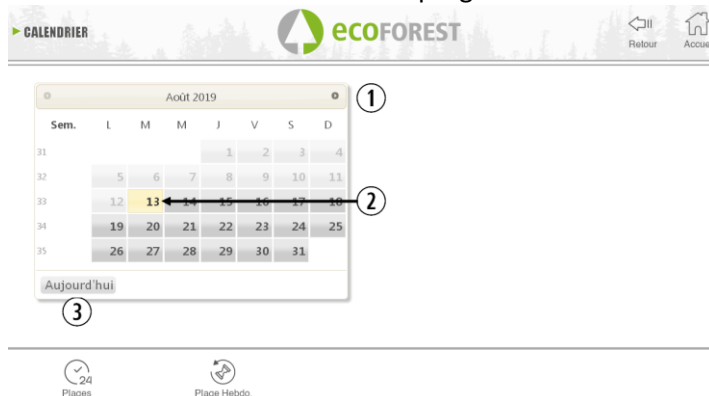 CALENDRIER
ecoFOREST
Retour
Août 2019
①
Sem. L M M J V S D
31 1 2 3 4
32 5 6 7 8 9 10 11
33 12 13 14 15 16 17 18
②
34 19 20 21 22 23 24 25
35 26 27 28 29 30 31
Aujourd'hui
③
24
Plages Plage Hebdo.